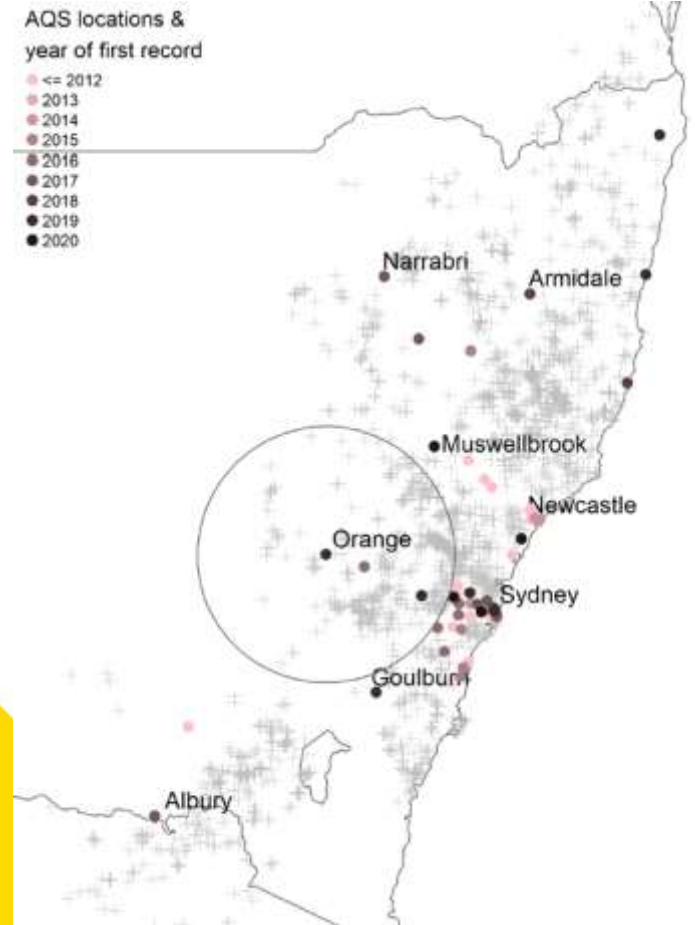 AQS locations &
year of first record
<= 2012
2013
2014
2015
2016
2017
2018
2019
2020
Narrabri
Armidale
Muswellbrook
Newcastle
Orange
Sydney
Goulburn
Albury